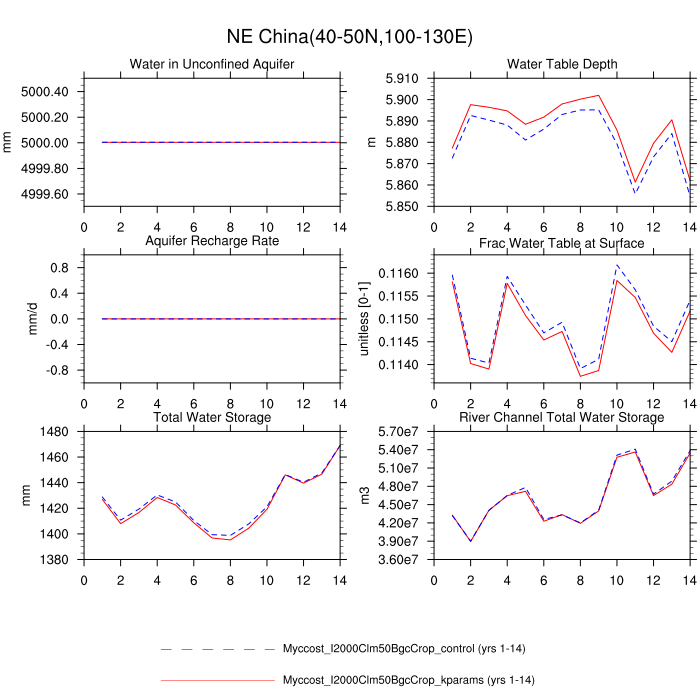 NE China(40-50N,100-130E)
Water in Unconfined Aquifer
5000.40
5000.20
5000.00
4999.80
4999.60
mm
0 2 4 6 8 10 12 14
Water Table Depth
5.910
5.900
5.890
5.880
5.870
5.860
5.850
m
0 2 4 6 8 10 12 14
Aquifer Recharge Rate
0.8
0.4
0.0
-0.4
-0.8
mm/d
0 2 4 6 8 10 12 14
Frac Water Table at Surface
0.1160
0.1155
0.1150
0.1145
0.1140
unitless [0-1]
0 2 4 6 8 10 12 14
Total Water Storage
1480
1460
1440
1420
1400
1380
mm
0 2 4 6 8 10 12 14
River Channel Total Water Storage
5.70e7
5.40e7
5.10e7
4.80e7
4.50e7
4.20e7
3.90e7
3.60e7
m3
0 2 4 6 8 10 12 14
Myccost_I2000Clm50BgcCrop_control (yrs 1-14)
Myccost_I2000Clm50BgcCrop_kparams (yrs 1-14)